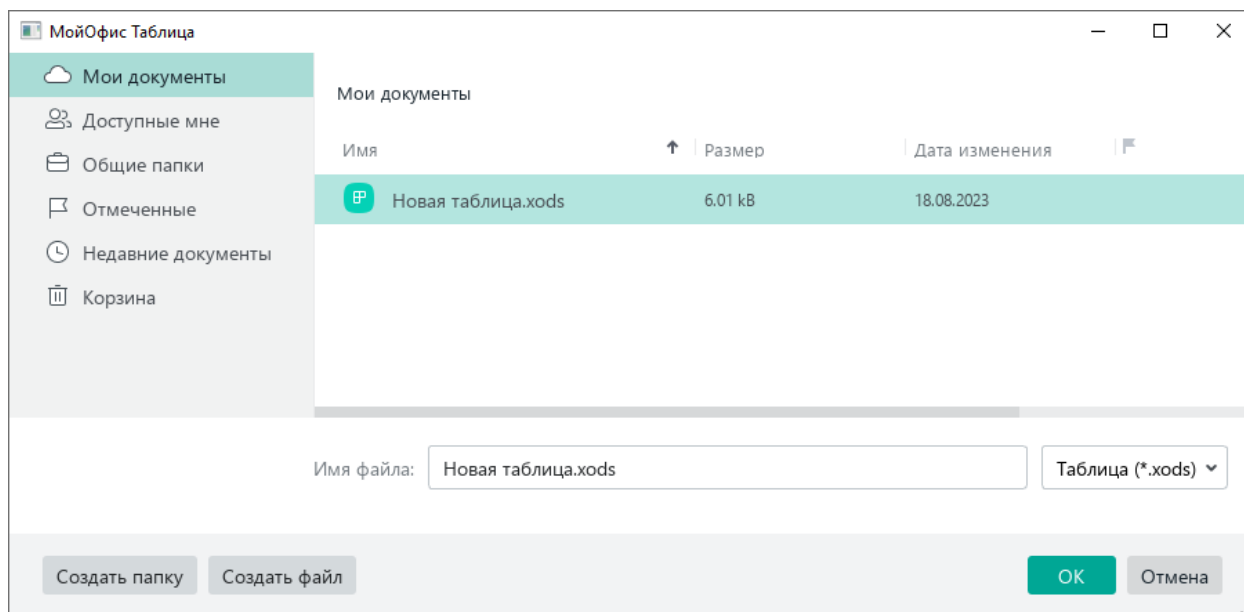 МойОфис Таблица
Мои документы
Доступные мне
Общие папки
Отмеченные
Недавние документы
Корзина
Мои документы
Имя Размер Дата изменения
Новая таблица.xods 6.01 kB 18.08.2023
Имя файла: Новая таблица.xods Таблица (*.xods)
Создать папку Создать файл ОК Отмена